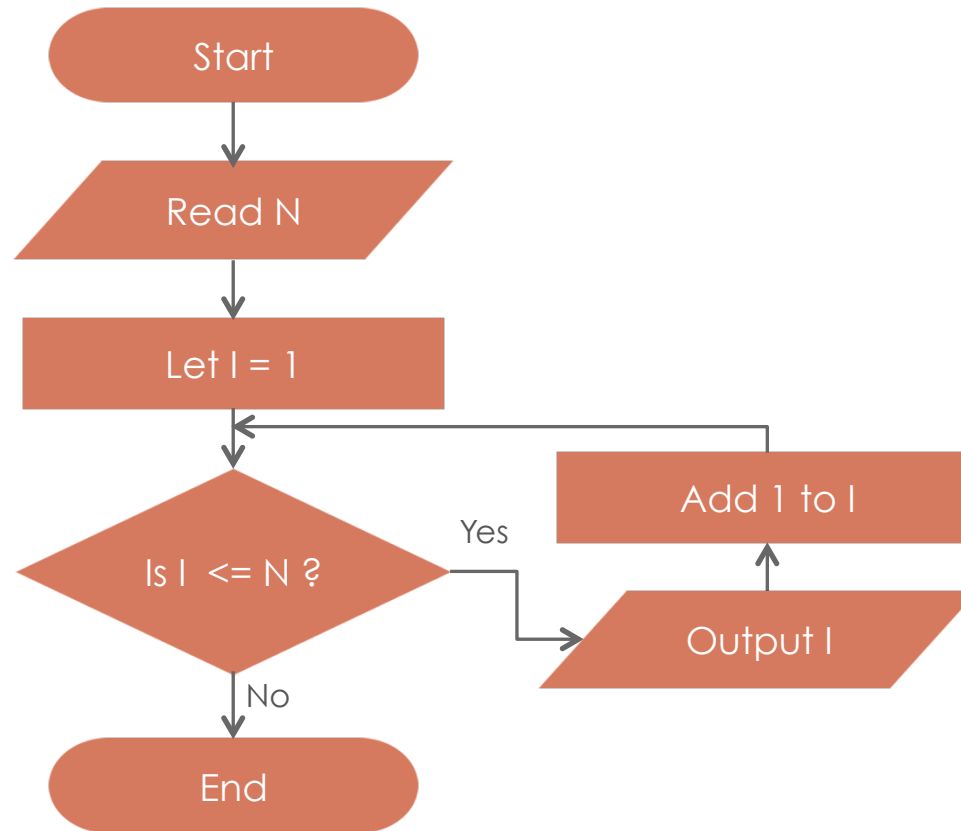 Start
Read N
Let I = 1
Is I <= N ?
Yes
Output I
Add 1 to I
No
End